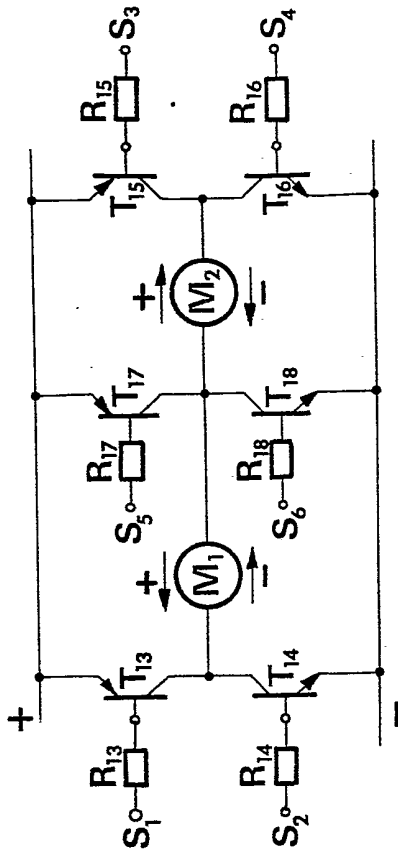 S₃
S₄
R₁₅
R₁₆
T₁₅
T₁₆
+
M₂
−
T₁₇
T₁₈
R₁₇
R₁₈
S₅
S₆
+
M₁
−
T₁₃
T₁₄
+
−
R₁₃
R₁₄
S₁
S₂